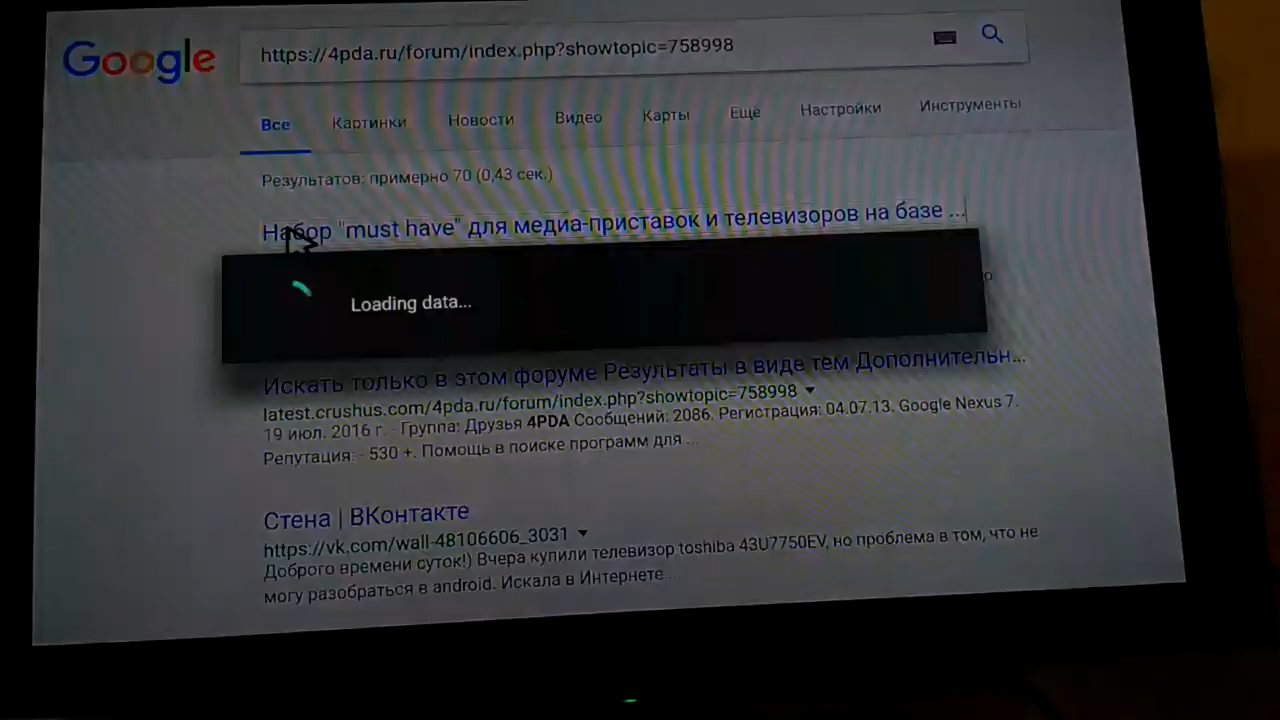 Google
https://4pda.ru/forum/index.php?showtopic=758998
Все Картинки Новости Видео Карты Ещё Настройки Инструменты
Результатов: примерно 70 (0,43 сек.)
Набор "must have" для медиа-приставок и телевизоров на базе ...
Loading data...
Искать только в этом форуме Результаты в виде тем Дополнительн...
latest.crushus.com/4pda.ru/forum/index.php?showtopic=758998
19 июл. 2016 г. - Группа: Друзья 4PDA Сообщений: 2086. Регистрация: 04.07.13. Google Nexus 7.
Репутация: - 530 +. Помощь в поиске программ для ...
Стена | ВКонтакте
https://vk.com/wall-48106606_3031
Доброго времени суток!) Вчера купили телевизор toshiba 43U7750EV, но проблема в том, что не
могу разобраться в android. Искала в Интернете ...